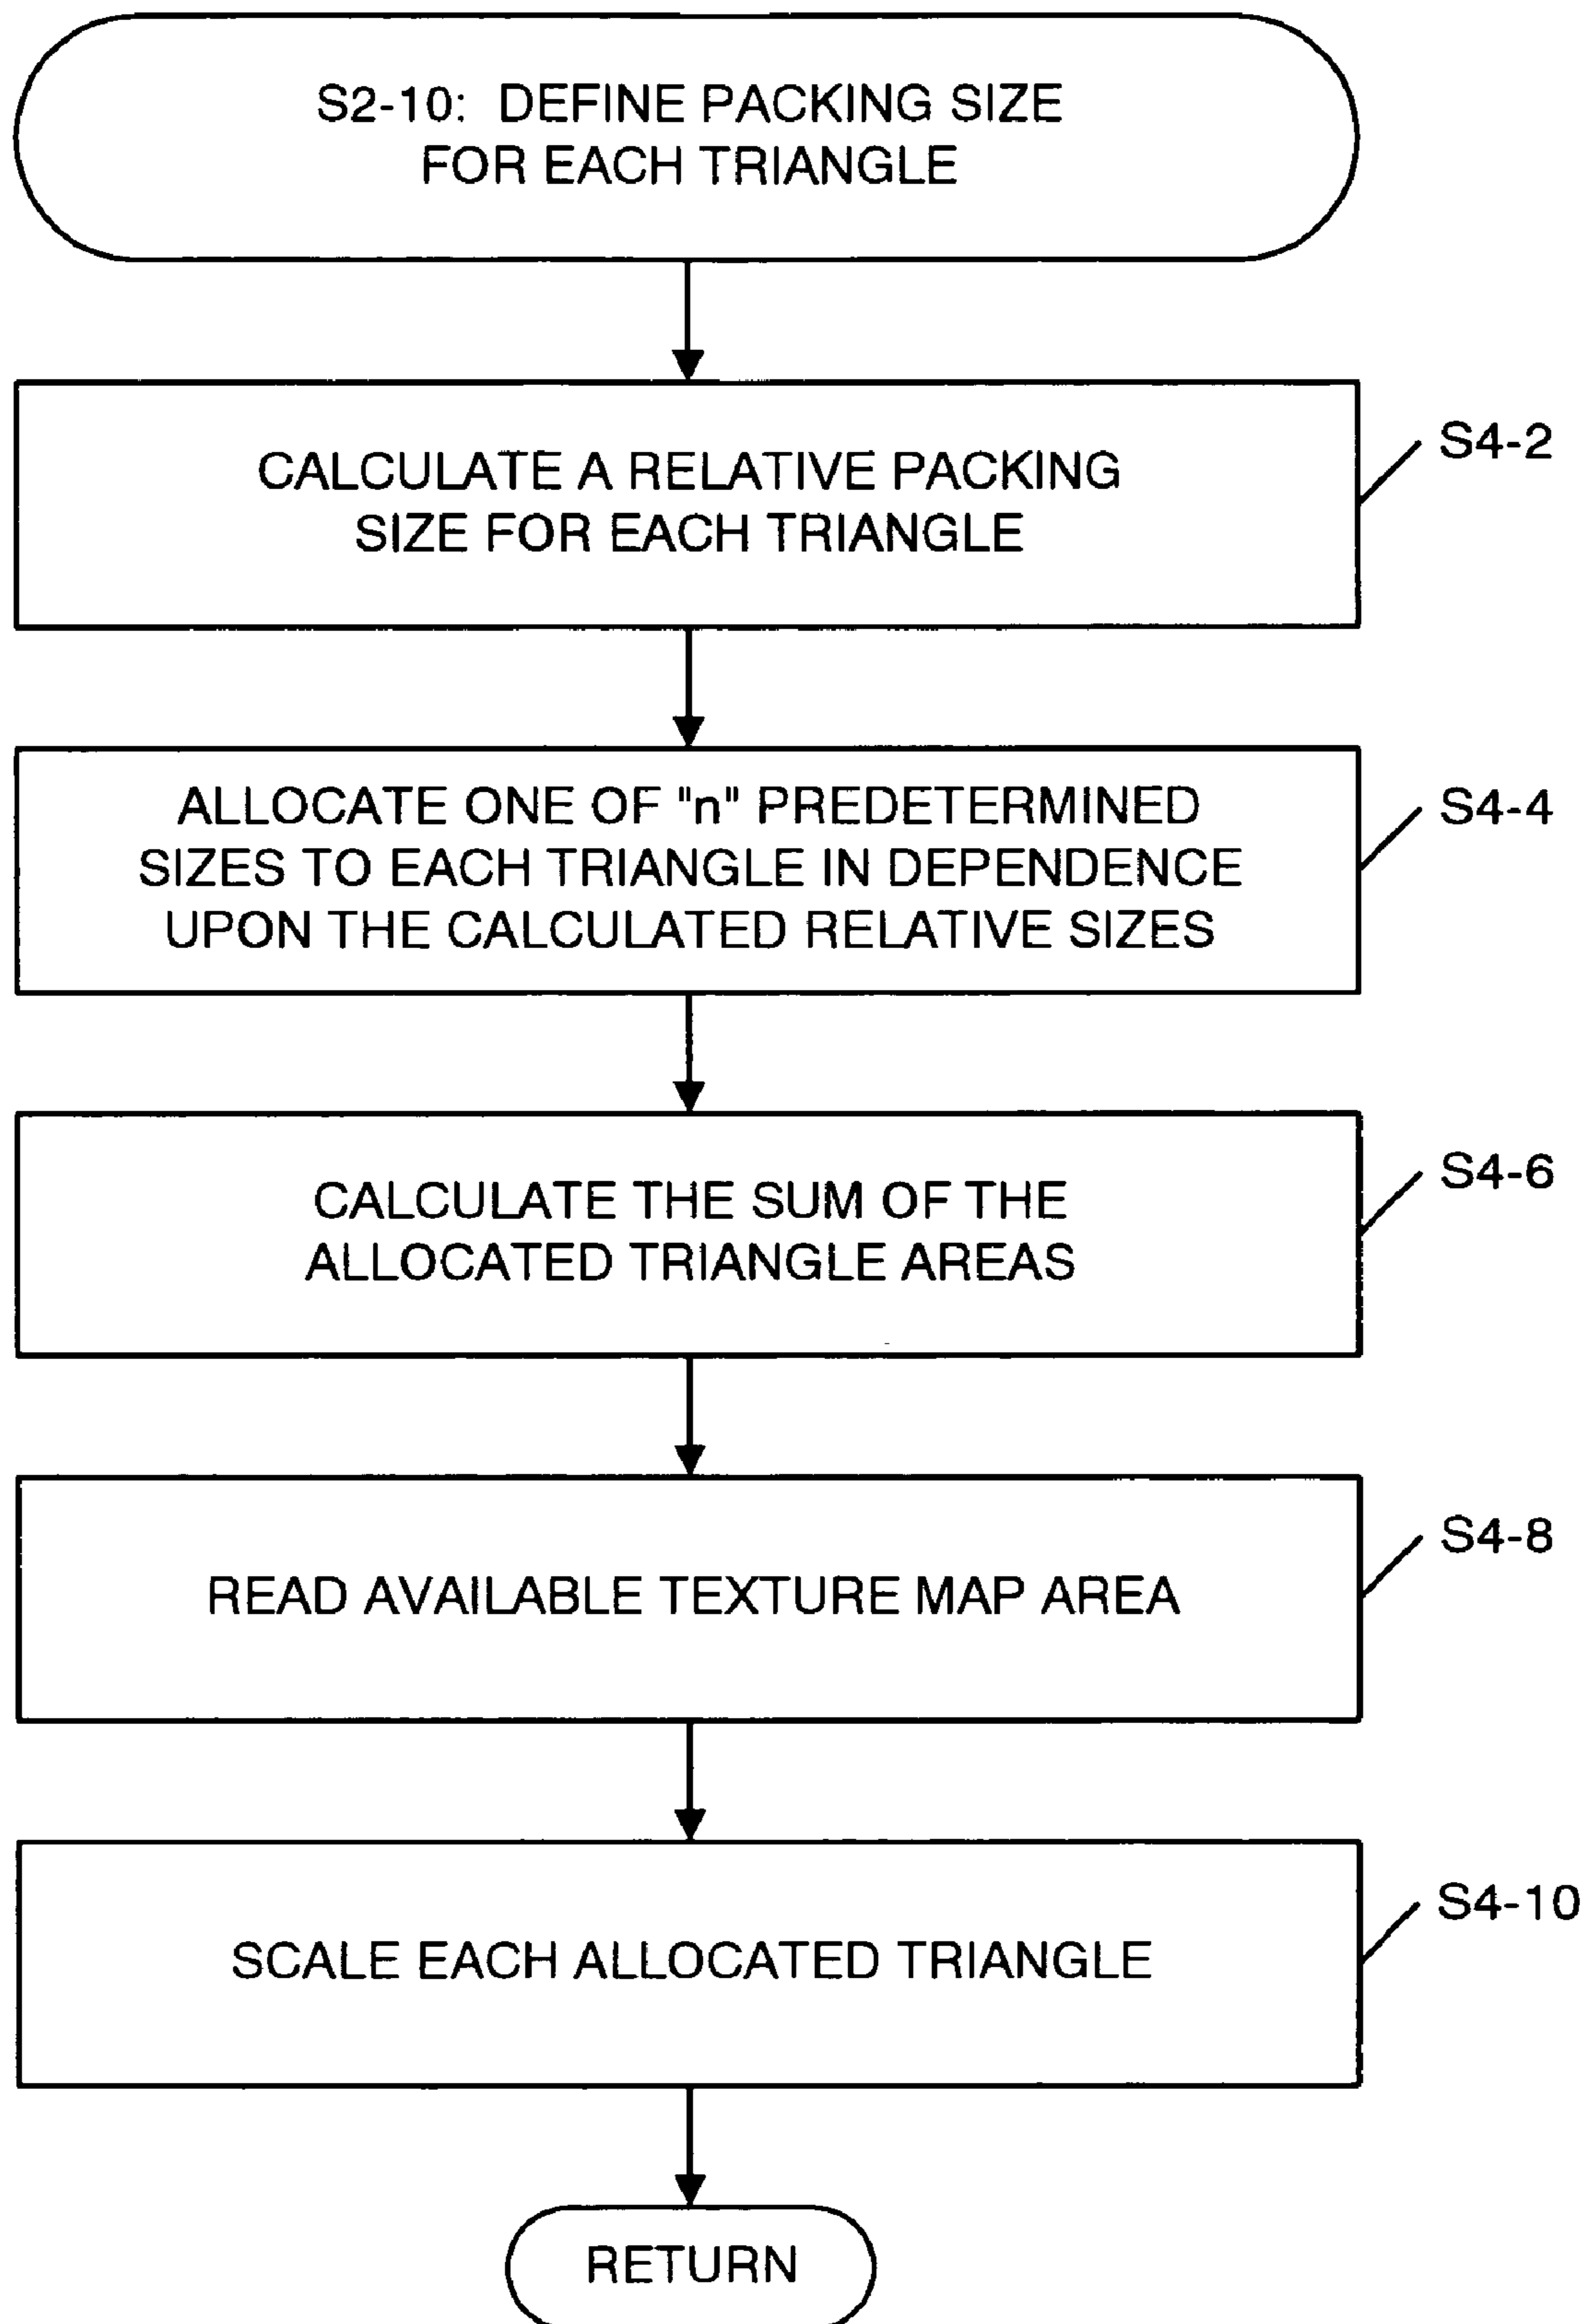 S2-10: DEFINE PACKING SIZE
FOR EACH TRIANGLE
CALCULATE A RELATIVE PACKING
SIZE FOR EACH TRIANGLE
S4-2
ALLOCATE ONE OF "n" PREDETERMINED
SIZES TO EACH TRIANGLE IN DEPENDENCE
UPON THE CALCULATED RELATIVE SIZES
S4-4
CALCULATE THE SUM OF THE
ALLOCATED TRIANGLE AREAS
S4-6
READ AVAILABLE TEXTURE MAP AREA
S4-8
SCALE EACH ALLOCATED TRIANGLE
S4-10
RETURN